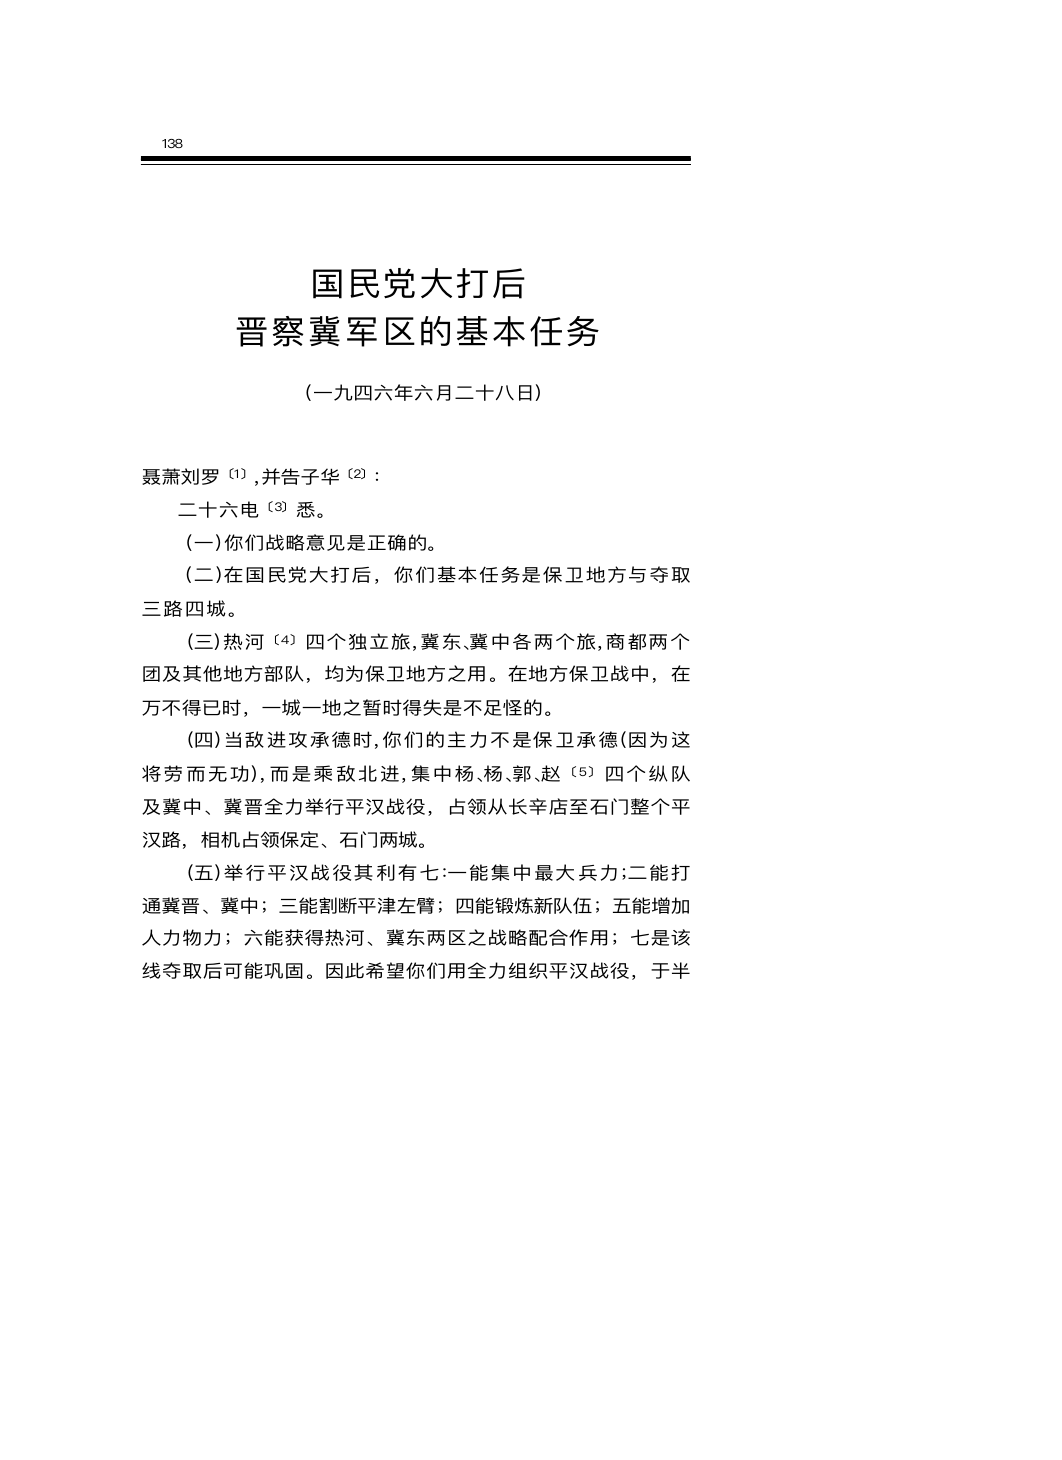 138
国民党大打后
晋察冀军区的基本任务
(一九四六年六月二十八日)
聂萧刘罗〔1〕,并告子华〔2〕:
二十六电〔3〕悉。
(一)你们战略意见是正确的。
(二)在国民党大打后，你们基本任务是保卫地方与夺取
三路四城。
(三)热河〔4〕四个独立旅,冀东、冀中各两个旅,商都两个
团及其他地方部队，均为保卫地方之用。在地方保卫战中，在
万不得已时，一城一地之暂时得失是不足怪的。
(四)当敌进攻承德时,你们的主力不是保卫承德(因为这
将劳而无功),而是乘敌北进,集中杨、杨、郭、赵〔5〕四个纵队
及冀中、冀晋全力举行平汉战役，占领从长辛店至石门整个平
汉路，相机占领保定、石门两城。
(五)举行平汉战役其利有七:一能集中最大兵力;二能打
通冀晋、冀中；三能割断平津左臂；四能锻炼新队伍；五能增加
人力物力；六能获得热河、冀东两区之战略配合作用；七是该
线夺取后可能巩固。因此希望你们用全力组织平汉战役，于半